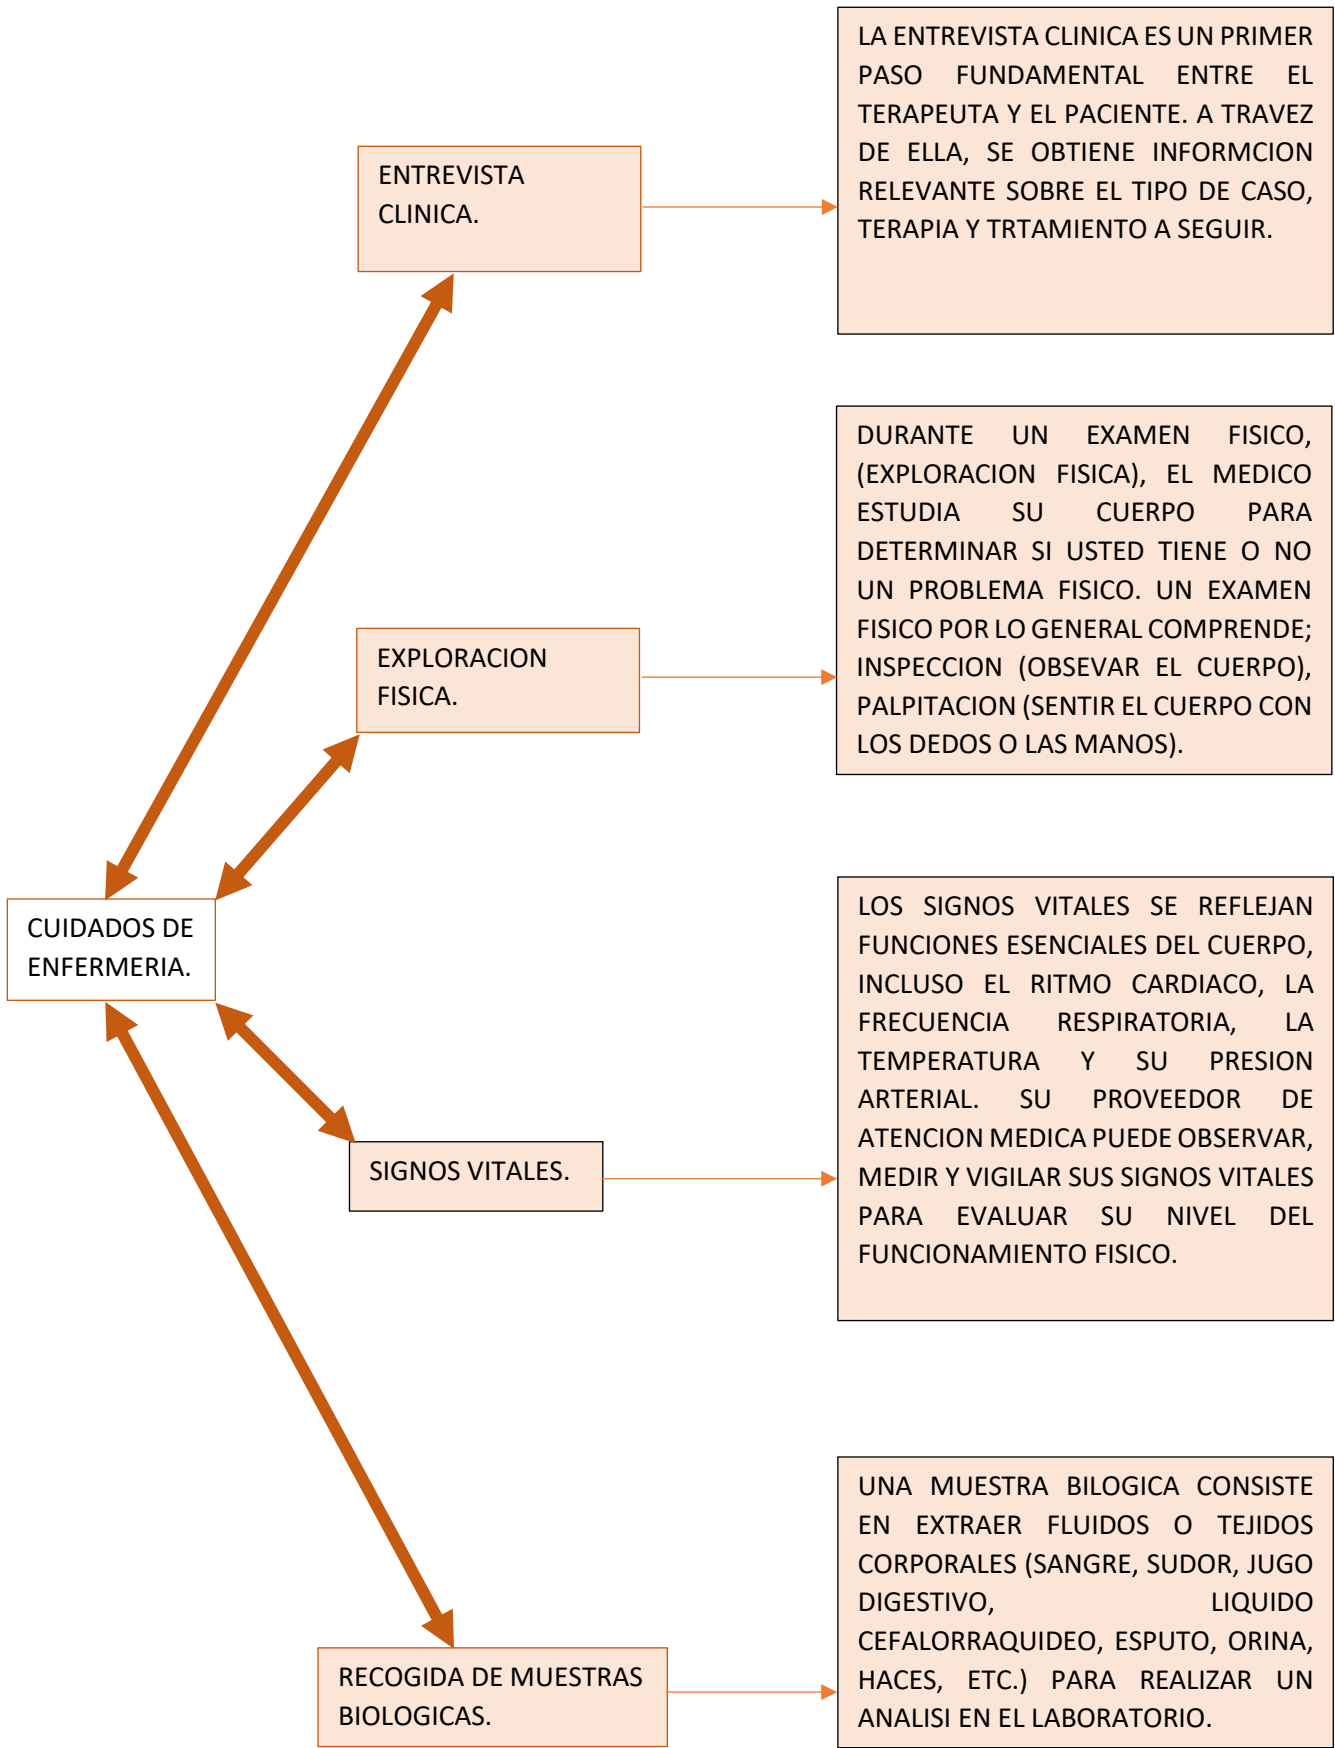 LA ENTREVISTA CLINICA ES UN PRIMER
PASO FUNDAMENTAL ENTRE EL
TERAPEUTA Y EL PACIENTE. A TRAVEZ
DE ELLA, SE OBTIENE INFORMCION
RELEVANTE SOBRE EL TIPO DE CASO,
TERAPIA Y TRTAMIENTO A SEGUIR.
ENTREVISTA
CLINICA.
DURANTE UN EXAMEN FISICO,
(EXPLORACION FISICA), EL MEDICO
ESTUDIA SU CUERPO PARA
DETERMINAR SI USTED TIENE O NO
UN PROBLEMA FISICO. UN EXAMEN
FISICO POR LO GENERAL COMPRENDE;
INSPECCION (OBSEVAR EL CUERPO),
PALPITACION (SENTIR EL CUERPO CON
LOS DEDOS O LAS MANOS).
EXPLORACION
FISICA.
CUIDADOS DE
ENFERMERIA.
LOS SIGNOS VITALES SE REFLEJAN
FUNCIONES ESENCIALES DEL CUERPO,
INCLUSO EL RITMO CARDIACO, LA
FRECUENCIA RESPIRATORIA, LA
TEMPERATURA Y SU PRESION
ARTERIAL. SU PROVEEDOR DE
ATENCION MEDICA PUEDE OBSERVAR,
MEDIR Y VIGILAR SUS SIGNOS VITALES
PARA EVALUAR SU NIVEL DEL
FUNCIONAMIENTO FISICO.
SIGNOS VITALES.
UNA MUESTRA BILOGICA CONSISTE
EN EXTRAER FLUIDOS O TEJIDOS
CORPORALES (SANGRE, SUDOR, JUGO
DIGESTIVO, LIQUIDO
CEFALORRAQUIDEO, ESPUTO, ORINA,
HACES, ETC.) PARA REALIZAR UN
ANALISI EN EL LABORATORIO.
RECOGIDA DE MUESTRAS
BIOLOGICAS.